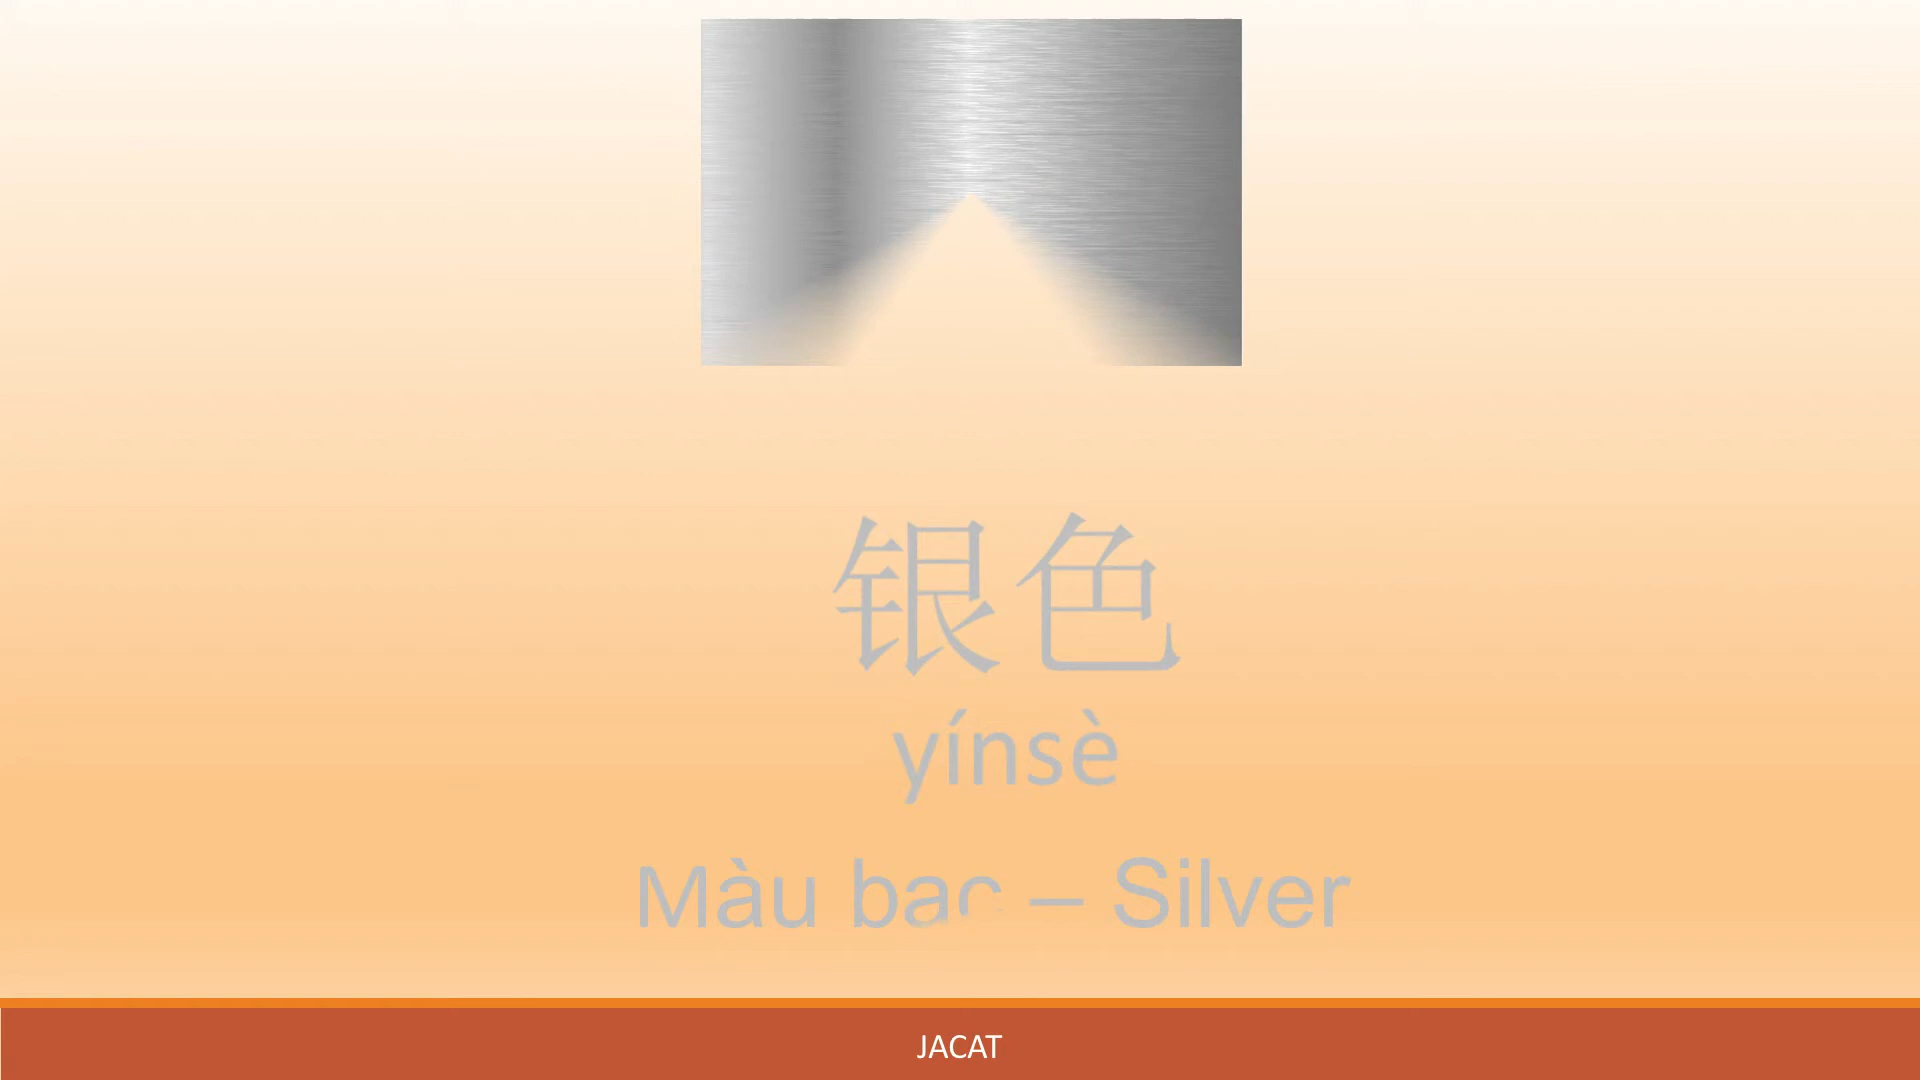 银色
yínsè
Màu bạc – Silver
JACAT